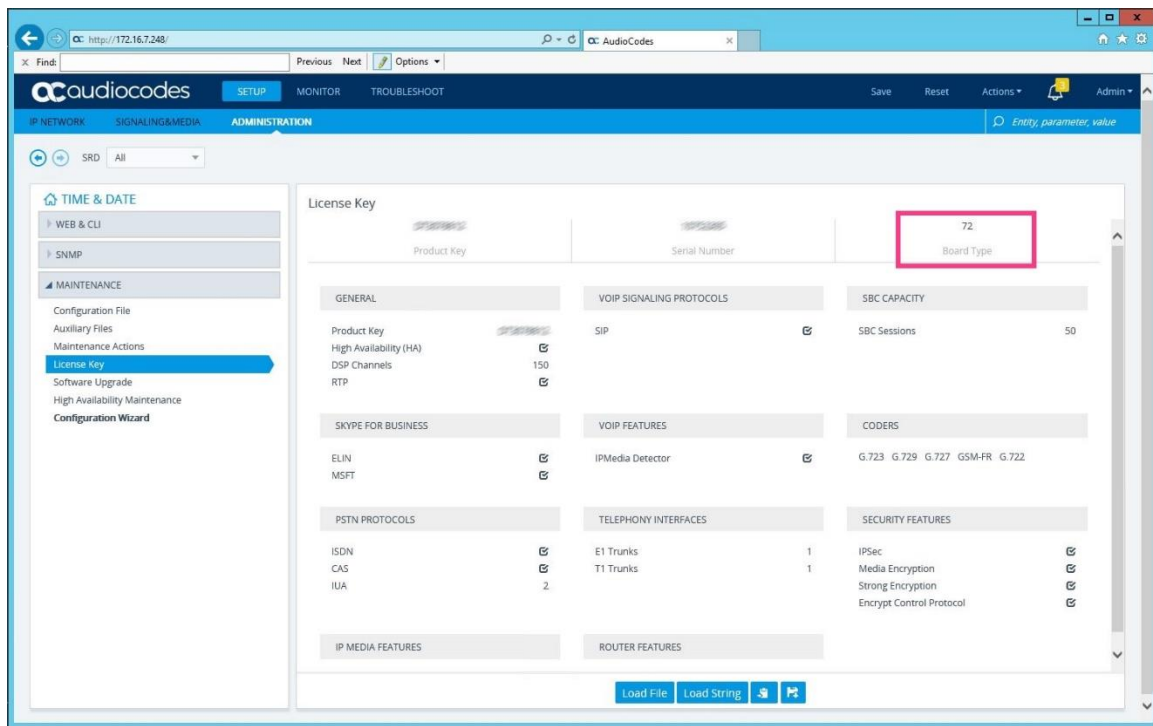 http://172.16.7.248/
AudioCodes
Find:
Previous Next Options
audiocodes
SETUP MONITOR TROUBLESHOOT
Save Reset Actions 3 Admin
IP NETWORK SIGNALING&MEDIA ADMINISTRATION
Entity, parameter, value
SRD All
TIME & DATE
WEB & CLI
SNMP
MAINTENANCE
Configuration File
Auxiliary Files
Maintenance Actions
License Key
Software Upgrade
High Availability Maintenance
Configuration Wizard
License Key
Product Key
Serial Number
72
Board Type
GENERAL
Product Key
High Availability (HA)
DSP Channels 150
RTP
VOIP SIGNALING PROTOCOLS
SIP
SBC CAPACITY
SBC Sessions 50
SKYPE FOR BUSINESS
ELIN
MSFT
VOIP FEATURES
IPMedia Detector
CODERS
G.723 G.729 G.727 GSM-FR G.722
PSTN PROTOCOLS
ISDN
CAS
IUA 2
TELEPHONY INTERFACES
E1 Trunks 1
T1 Trunks 1
SECURITY FEATURES
IPSec
Media Encryption
Strong Encryption
Encrypt Control Protocol
IP MEDIA FEATURES
ROUTER FEATURES
Load File Load String